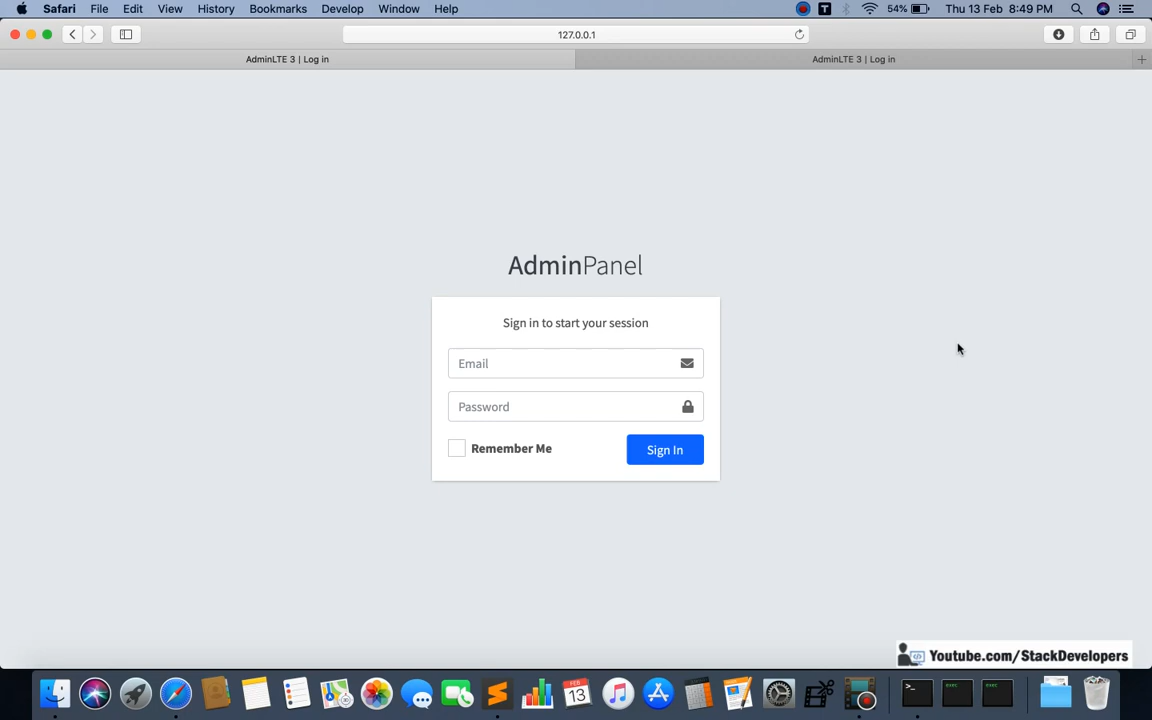 Safari File Edit View History Bookmarks Develop Window Help T 54% Thu 13 Feb 8:49 PM
127.0.0.1
AdminLTE 3 | Log in AdminLTE 3 | Log in
AdminPanel
Sign in to start your session
Email
Password
Remember Me Sign In
Youtube.com/StackDevelopers
FEB
13